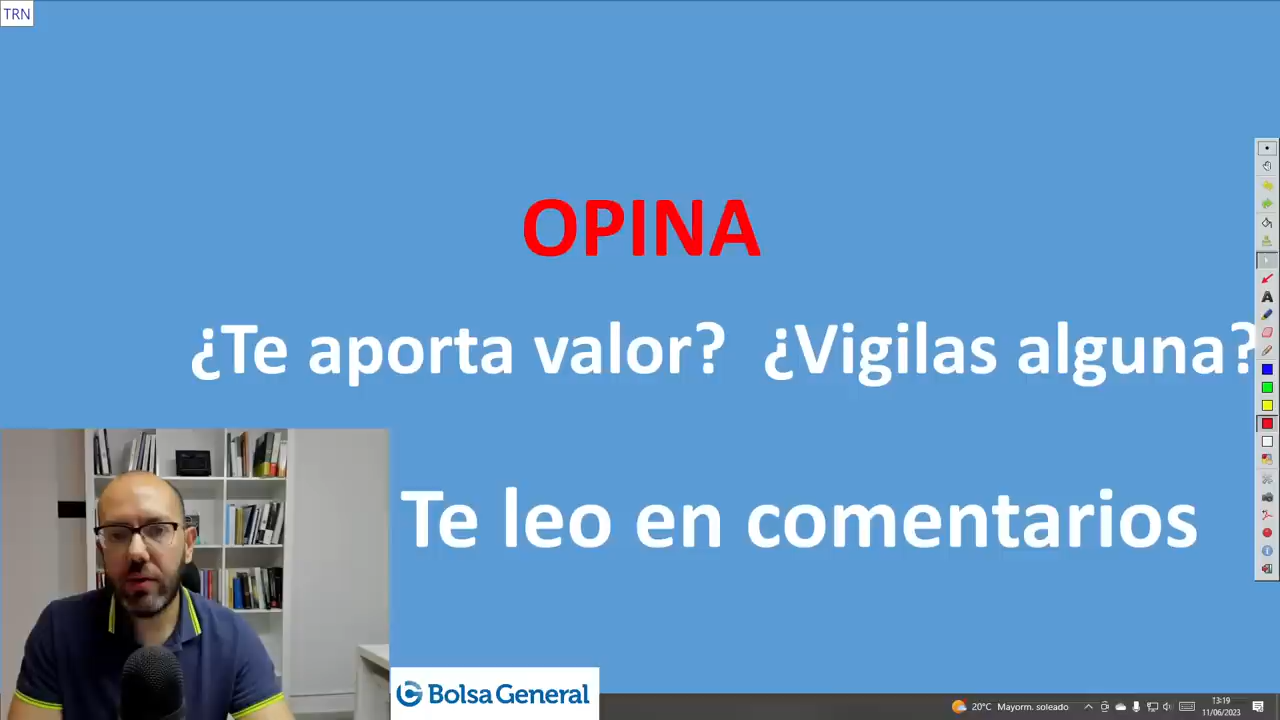 TRN
OPINA
¿Te aporta valor? ¿Vigilas alguna?
Te leo en comentarios
Bolsa General
20°C Mayorm. soleado
13:19
11/06/2023